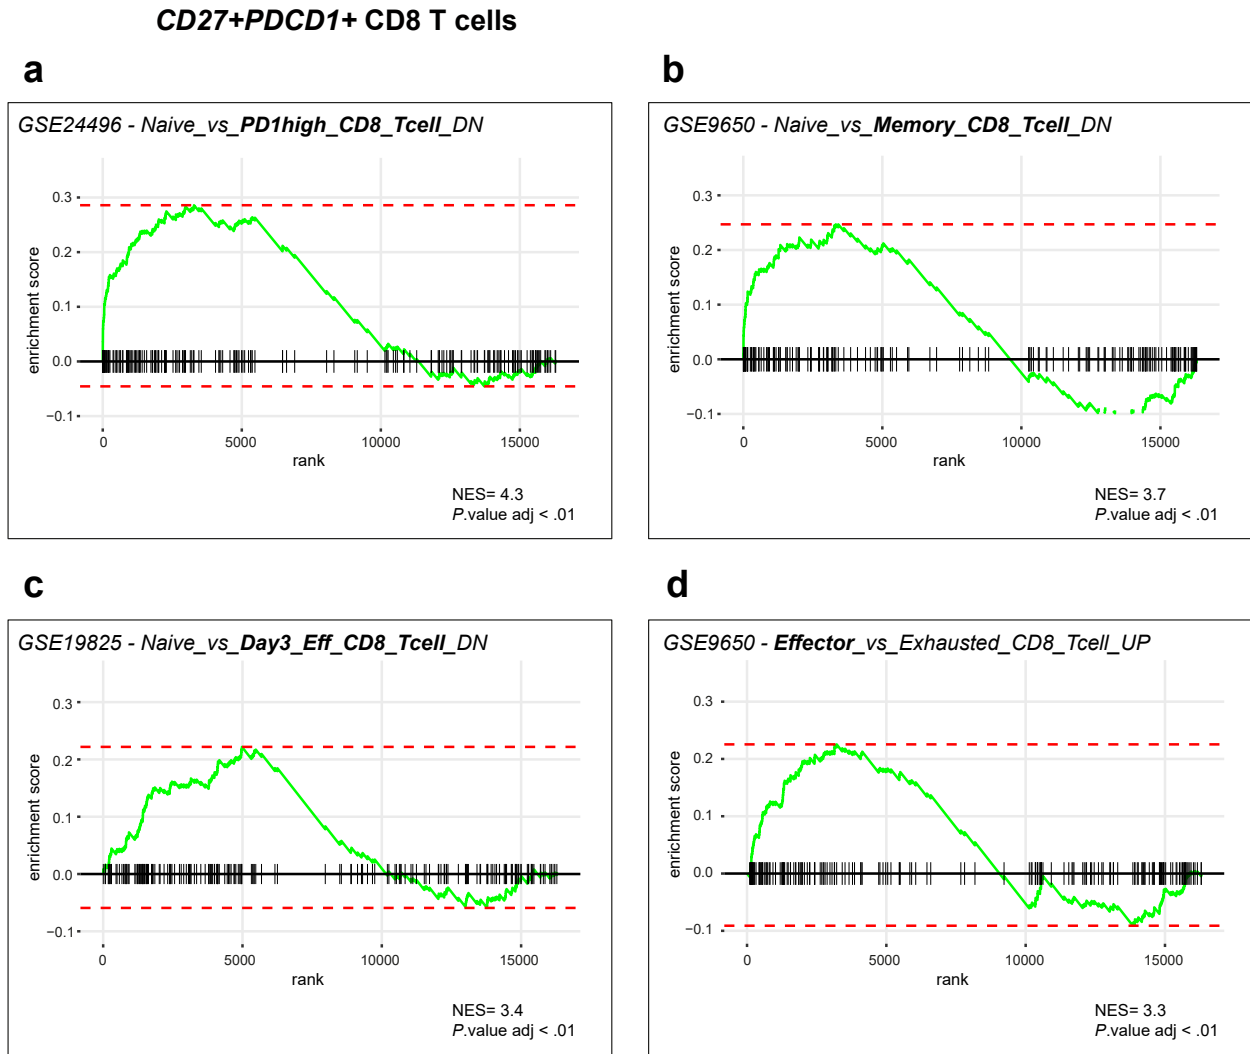 CD27+PDCD1+ CD8 T cells
a
GSE24496 - Naive_vs_PD1high_CD8_Tcell_DN
0.3
0.2
0.1
0.0
−0.1
enrichment score
0
5000
10000
15000
rank
NES= 4.3
P.value adj < .01
b
GSE9650 - Naive_vs_Memory_CD8_Tcell_DN
0.3
0.2
0.1
0.0
−0.1
enrichment score
0
5000
10000
15000
rank
NES= 3.7
P.value adj < .01
c
GSE19825 - Naive_vs_Day3_Eff_CD8_Tcell_DN
0.3
0.2
0.1
0.0
−0.1
enrichment score
0
5000
10000
15000
rank
NES= 3.4
P.value adj < .01
d
GSE9650 - Effector_vs_Exhausted_CD8_Tcell_UP
0.3
0.2
0.1
0.0
−0.1
enrichment score
0
5000
10000
15000
rank
NES= 3.3
P.value adj < .01